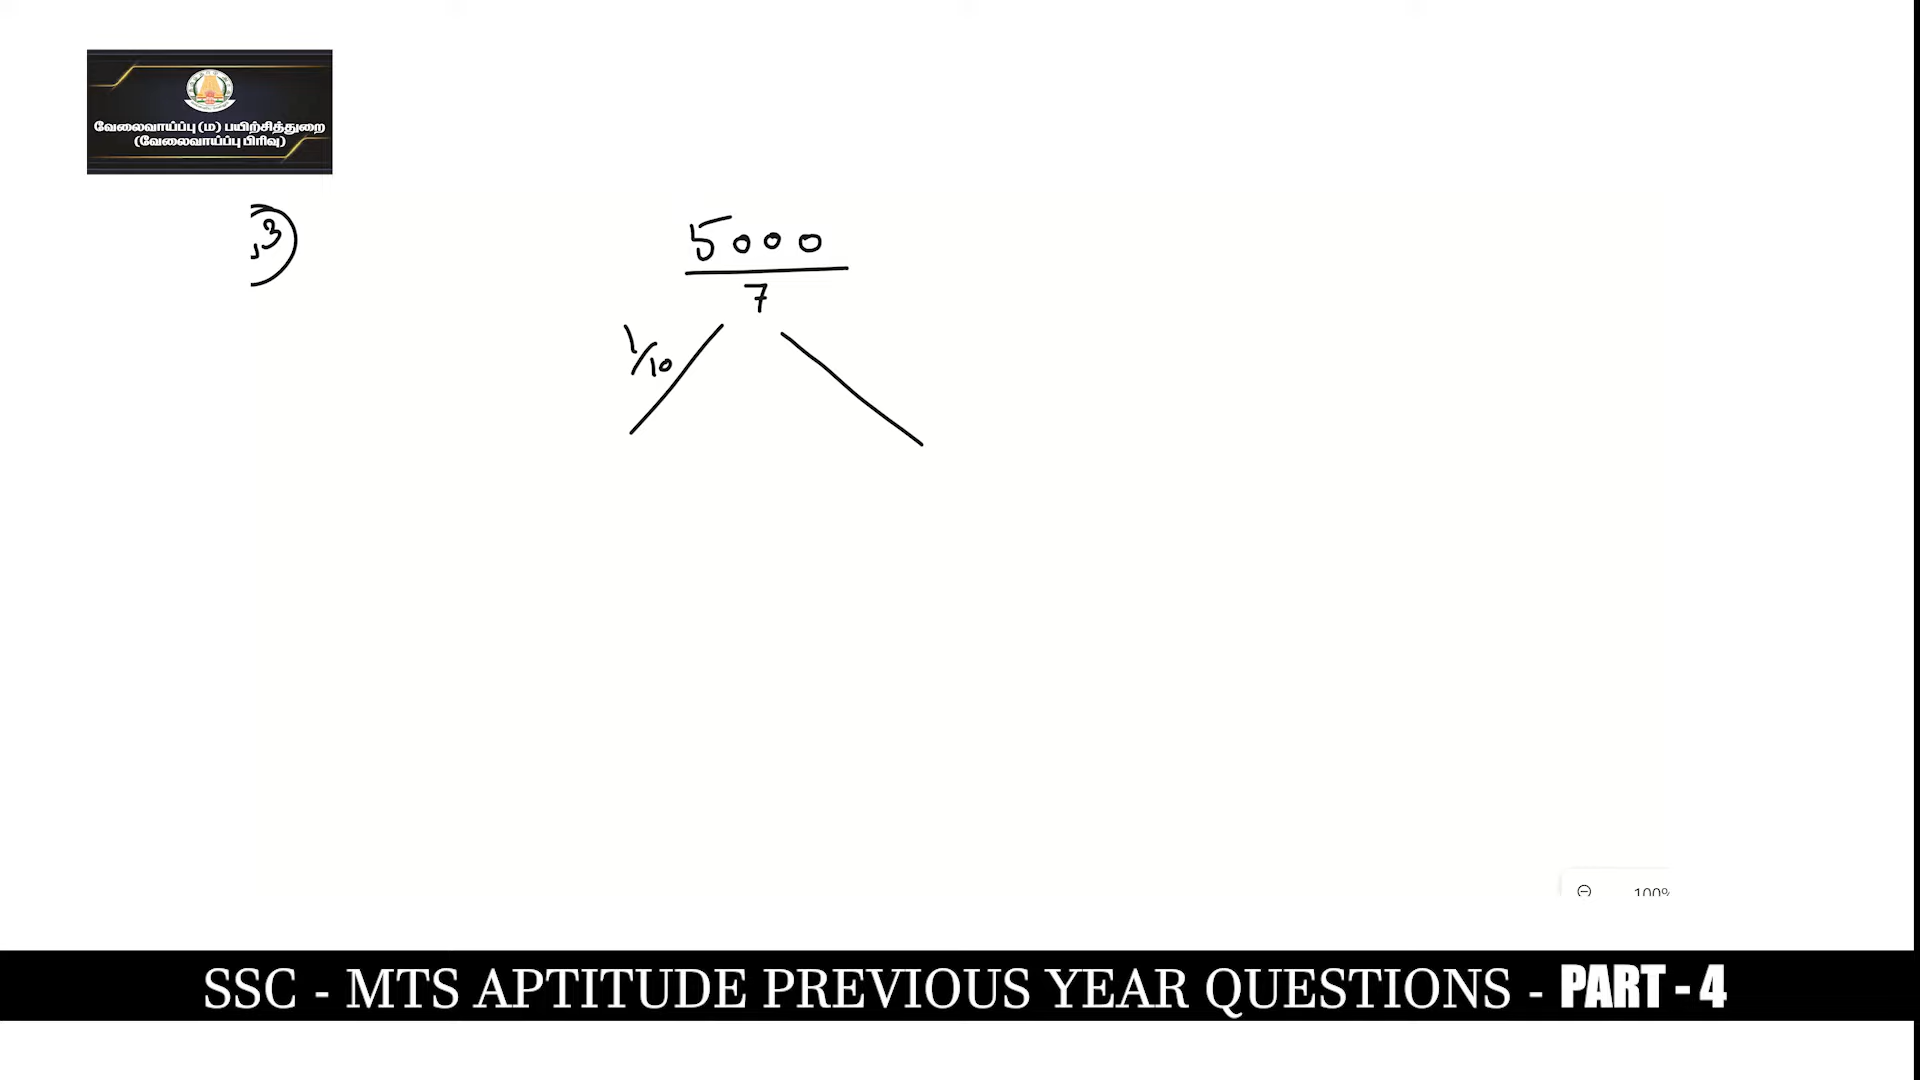 வேலைவாய்ப்பு (ம) பயிற்சித்துறை
(வேலைவாய்ப்பு பிரிவு)
,3
5000
7
1/10
100%
SSC - MTS APTITUDE PREVIOUS YEAR QUESTIONS - PART - 4